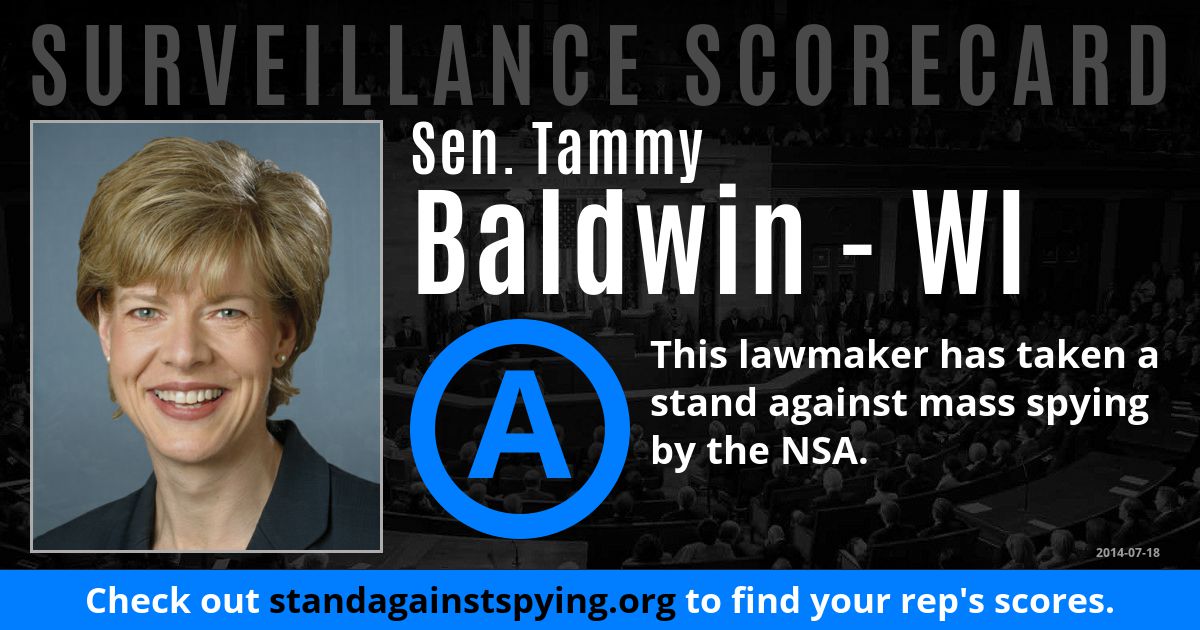 SURVEILLANCE SCORECARD
Sen. Tammy
Baldwin - WI
A
This lawmaker has taken a
stand against mass spying
by the NSA.
2014-07-18
Check out standagainstspying.org to find your rep's scores.